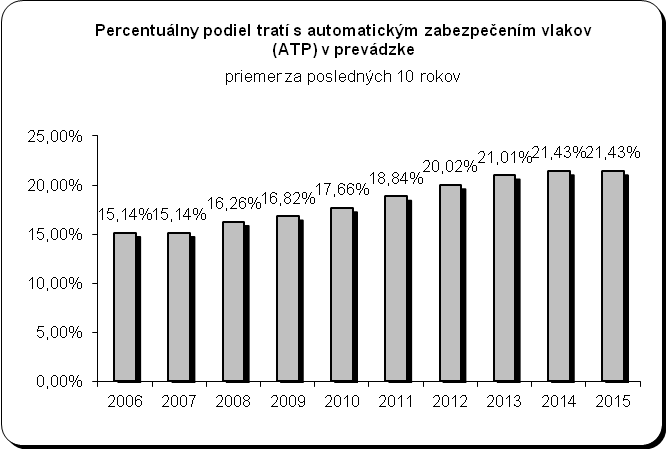 Percentuálny podiel tratí s automatickým zabezpečením vlakov
(ATP) v prevádzke
priemer za posledných 10 rokov
25,00%
20,00%
15,00%
10,00%
5,00%
0,00%
15,14% 15,14% 16,26% 16,82% 17,66% 18,84% 20,02% 21,01% 21,43% 21,43%
2006 2007 2008 2009 2010 2011 2012 2013 2014 2015